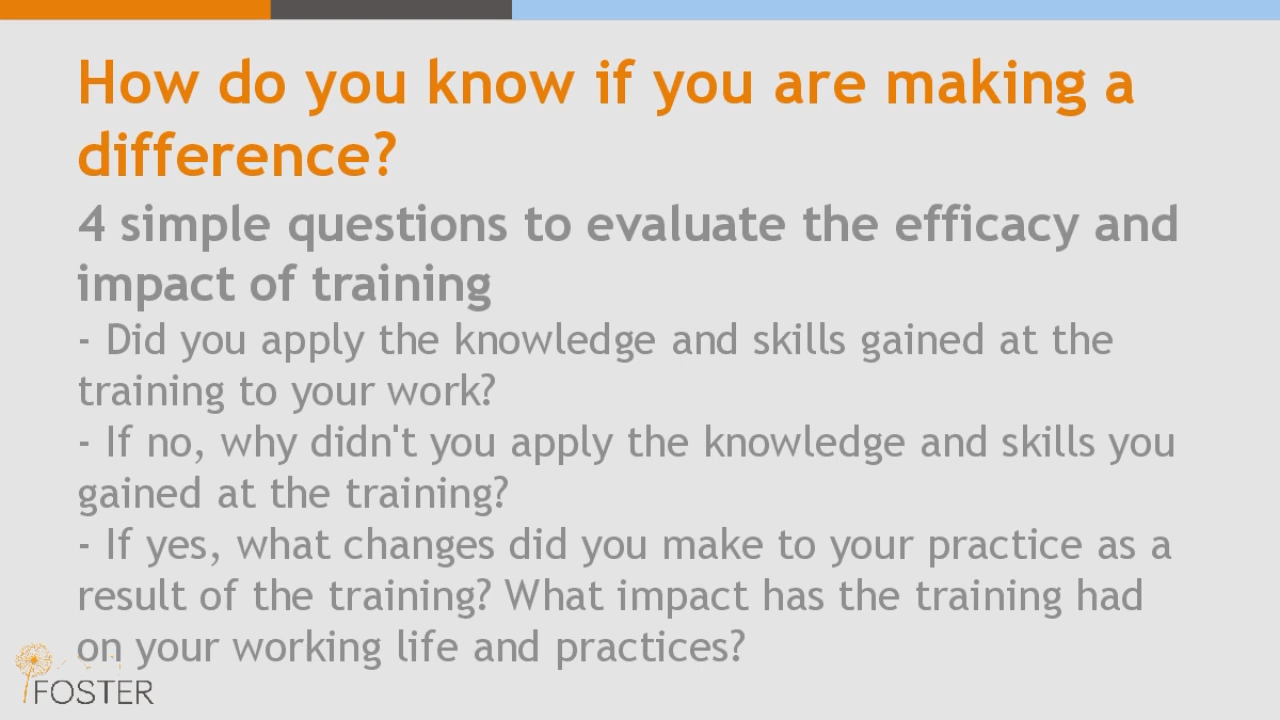 How do you know if you are making a
difference?
4 simple questions to evaluate the efficacy and
impact of training
- Did you apply the knowledge and skills gained at the
training to your work?
- If no, why didn't you apply the knowledge and skills you
gained at the training?
- If yes, what changes did you make to your practice as a
result of the training? What impact has the training had
on your working life and practices?
FOSTER